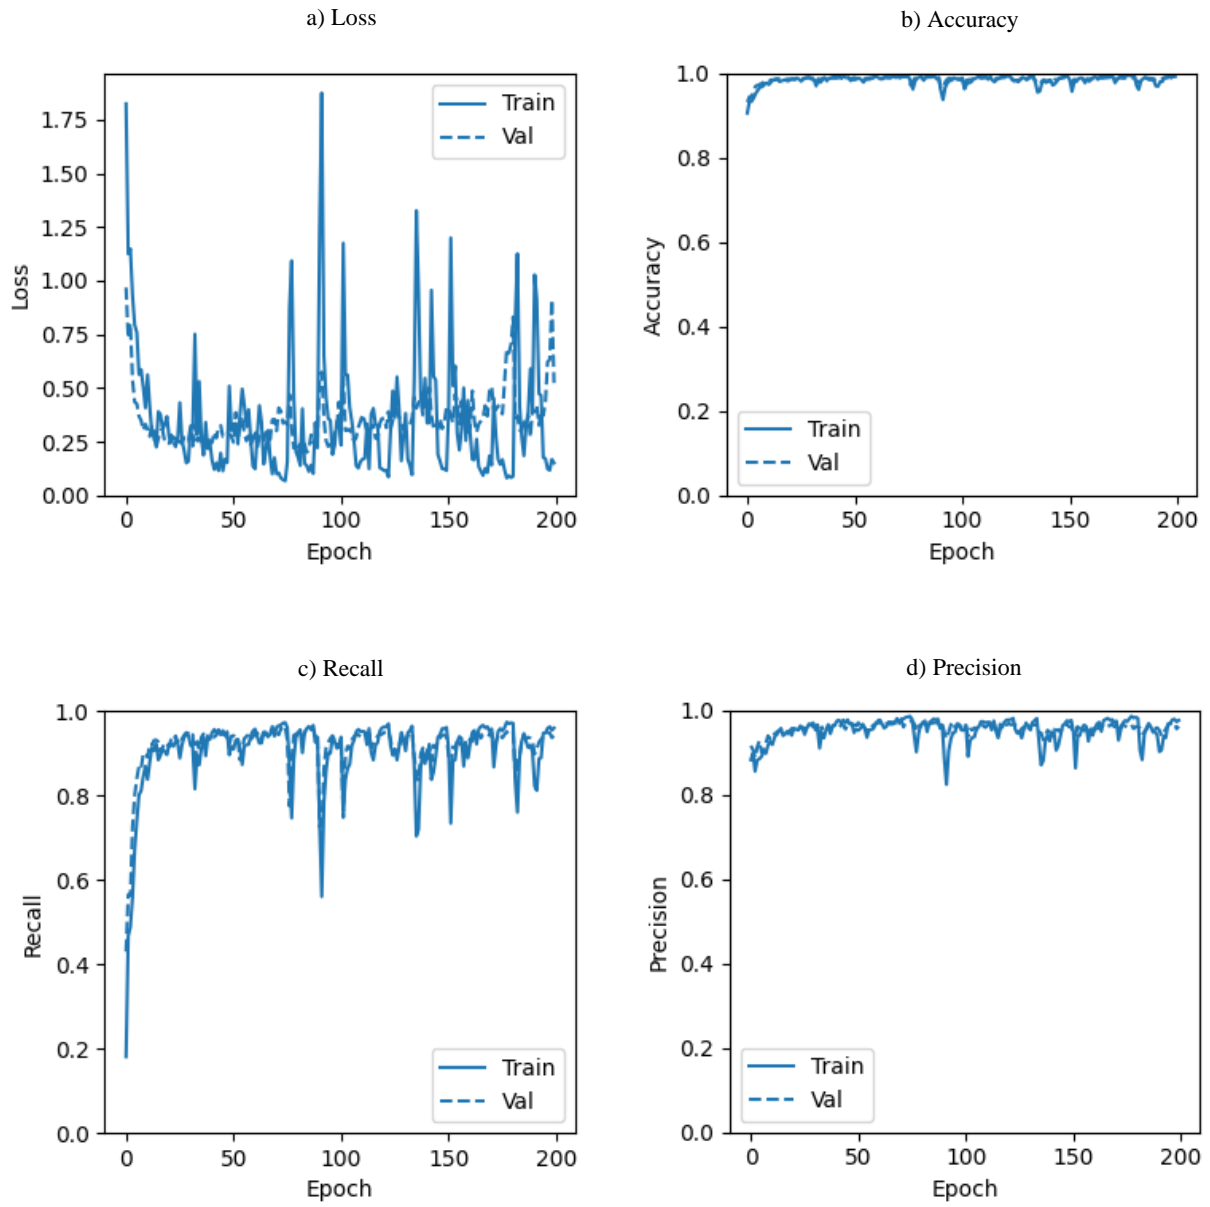 a) Loss
b) Accuracy
1.75
1.50
1.25
1.00
0.75
0.50
0.25
0.00
Loss
Train
Val
0 50 100 150 200
Epoch
1.0
0.8
0.6
0.4
0.2
0.0
Accuracy
Train
Val
0 50 100 150 200
Epoch
c) Recall
d) Precision
1.0
0.8
0.6
0.4
0.2
0.0
Recall
Train
Val
0 50 100 150 200
Epoch
1.0
0.8
0.6
0.4
0.2
0.0
Precision
Train
Val
0 50 100 150 200
Epoch